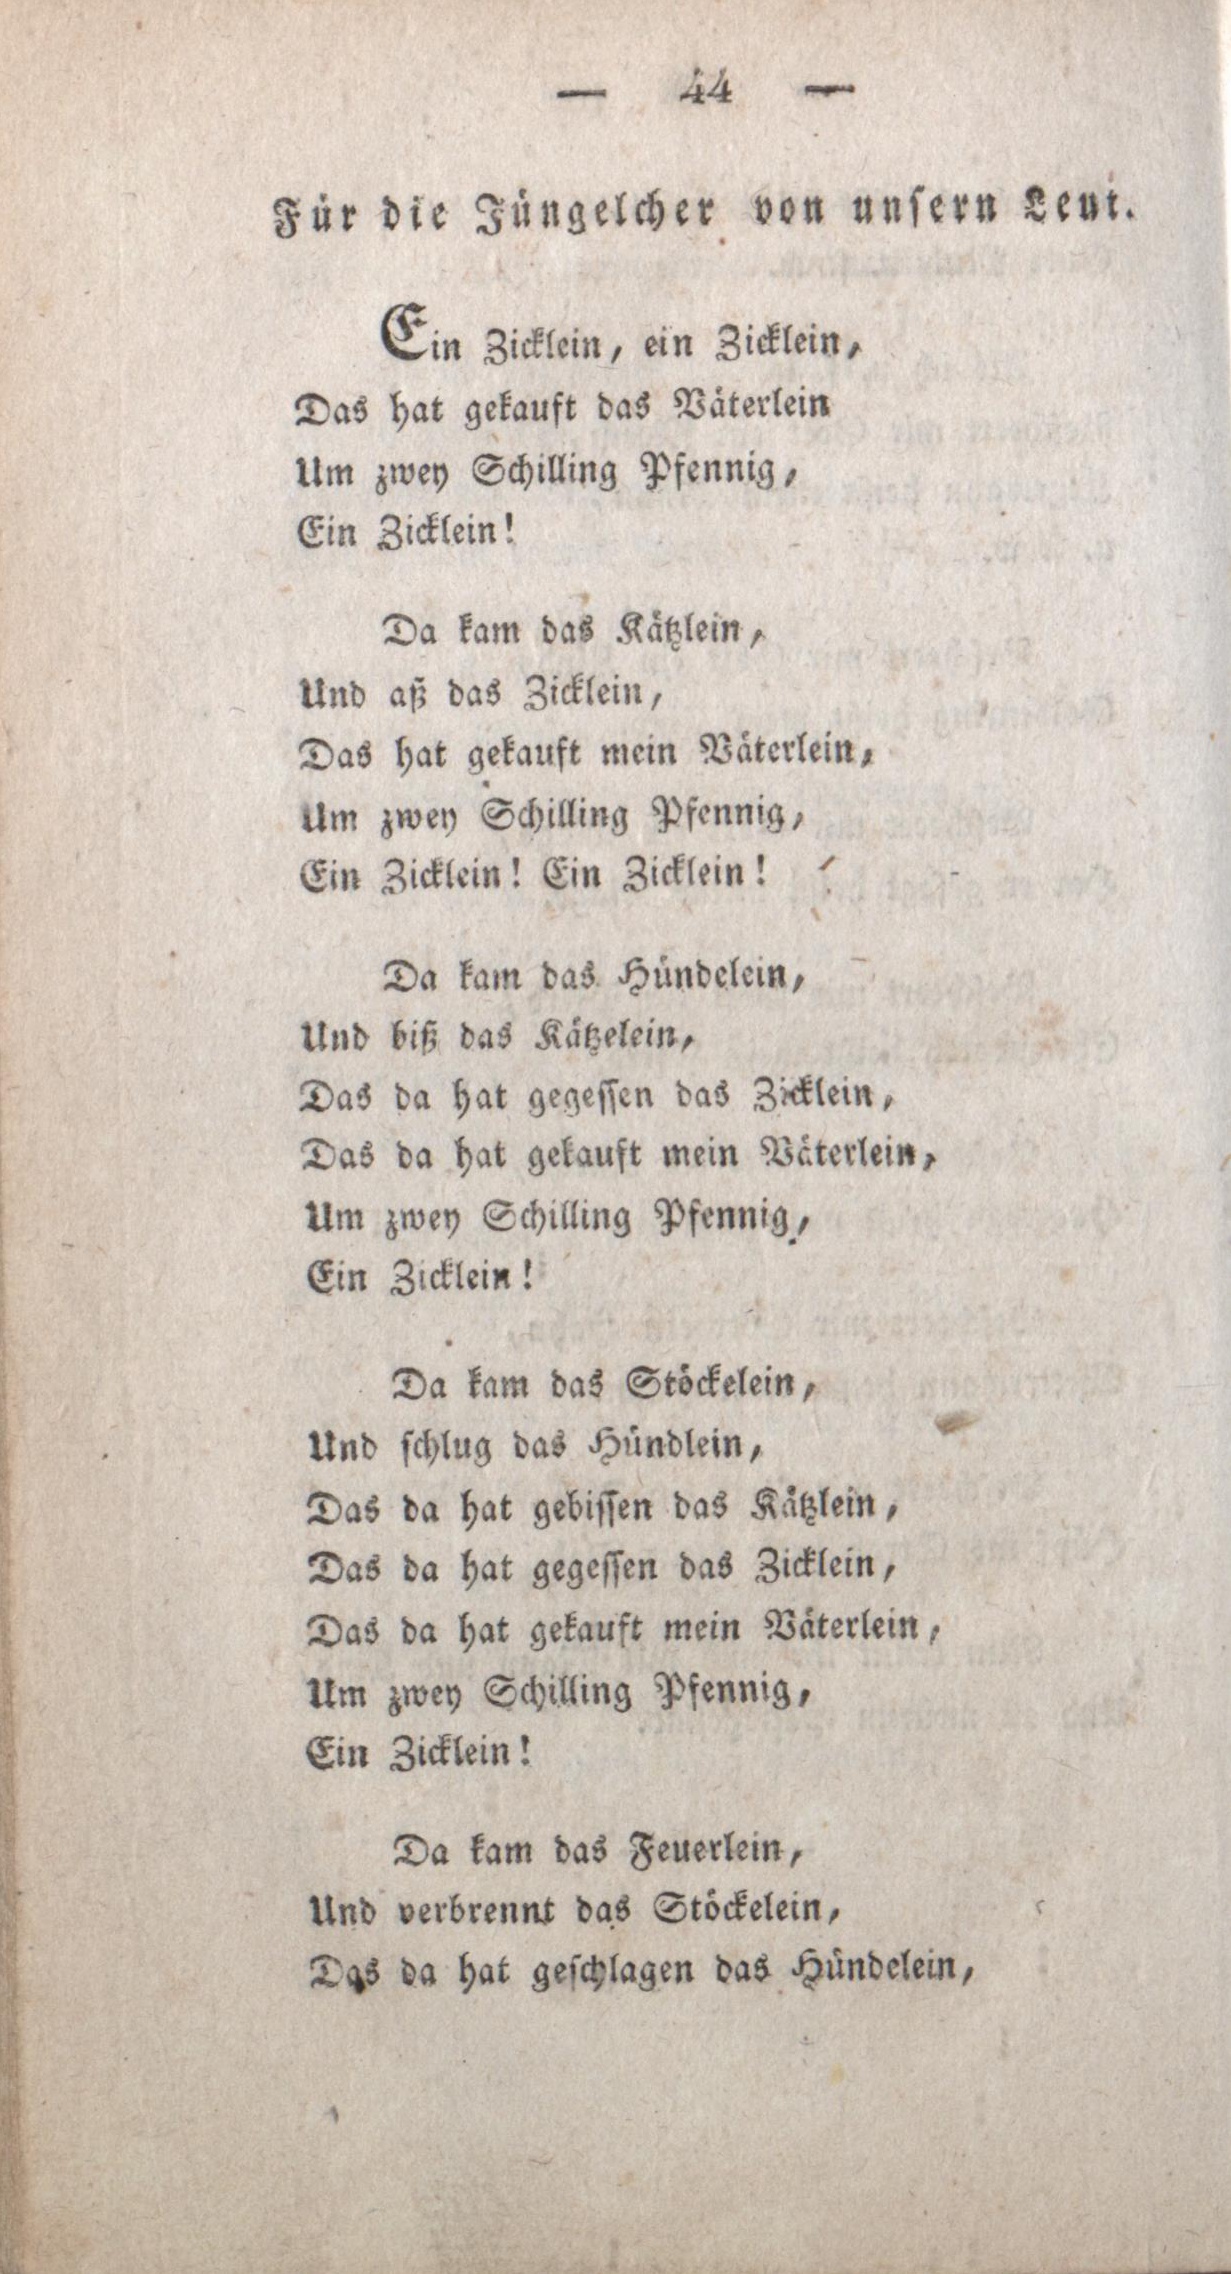 — 44 —
Für die Jüngelcher von unsern Leut.
Ein Zicklein, ein Zicklein,
Das hat gekauft das Väterlein
Um zwey Schilling Pfennig,
Ein Zicklein!
Da kam das Kätzlein,
Und aß das Zicklein,
Das hat gekauft mein Väterlein,
Um zwey Schilling Pfennig,
Ein Zicklein! Ein Zicklein!
Da kam das Hündelein,
Und biß das Kätzelein,
Das da hat gegessen das Zicklein,
Das da hat gekauft mein Väterlein,
Um zwey Schilling Pfennig,
Ein Zicklein!
Da kam das Stöckelein,
Und schlug das Hündlein,
Das da hat gebissen das Kätzlein,
Das da hat gegessen das Zicklein,
Das da hat gekauft mein Väterlein,
Um zwey Schilling Pfennig,
Ein Zicklein!
Da kam das Feuerlein,
Und verbrennt das Stöckelein,
Das da hat geschlagen das Hündelein,